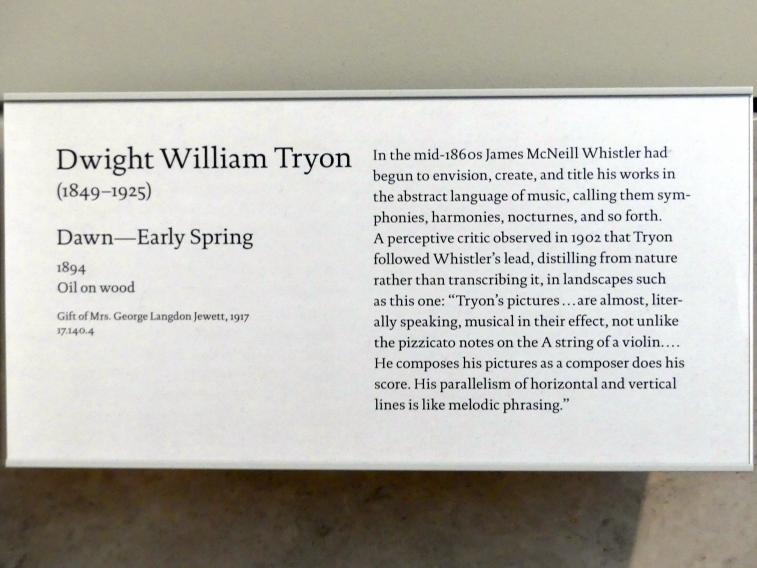 Dwight William Tryon
(1849–1925)
Dawn—Early Spring
1894
Oil on wood
Gift of Mrs. George Langdon Jewett, 1917
17.140.4
In the mid-1860s James McNeill Whistler had
begun to envision, create, and title his works in
the abstract language of music, calling them sym-
phonies, harmonies, nocturnes, and so forth.
A perceptive critic observed in 1902 that Tryon
followed Whistler’s lead, distilling from nature
rather than transcribing it, in landscapes such
as this one: “Tryon’s pictures…are almost, liter-
ally speaking, musical in their effect, not unlike
the pizzicato notes on the A string of a violin.…
He composes his pictures as a composer does his
score. His parallelism of horizontal and vertical
lines is like melodic phrasing.”